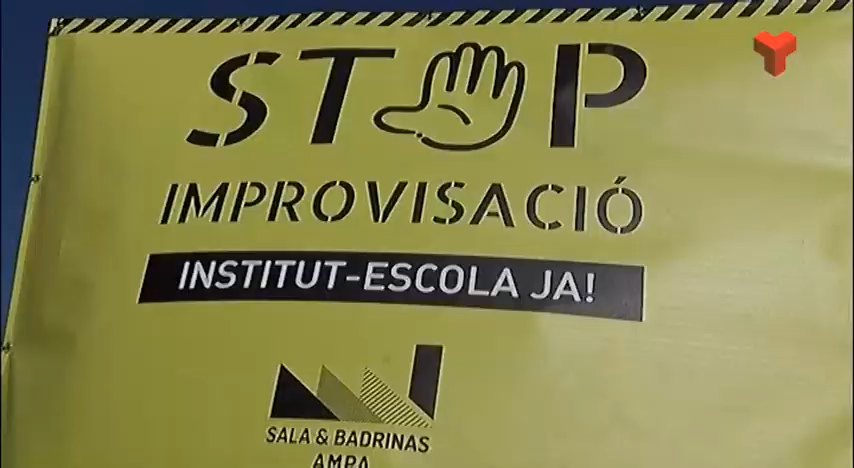 STOP
IMPROVISACIÓ
INSTITUT-ESCOLA JA!
SALA & BADRINAS
AMPA